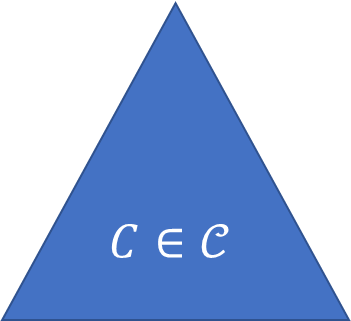 𝐶 ∈ 𝒞